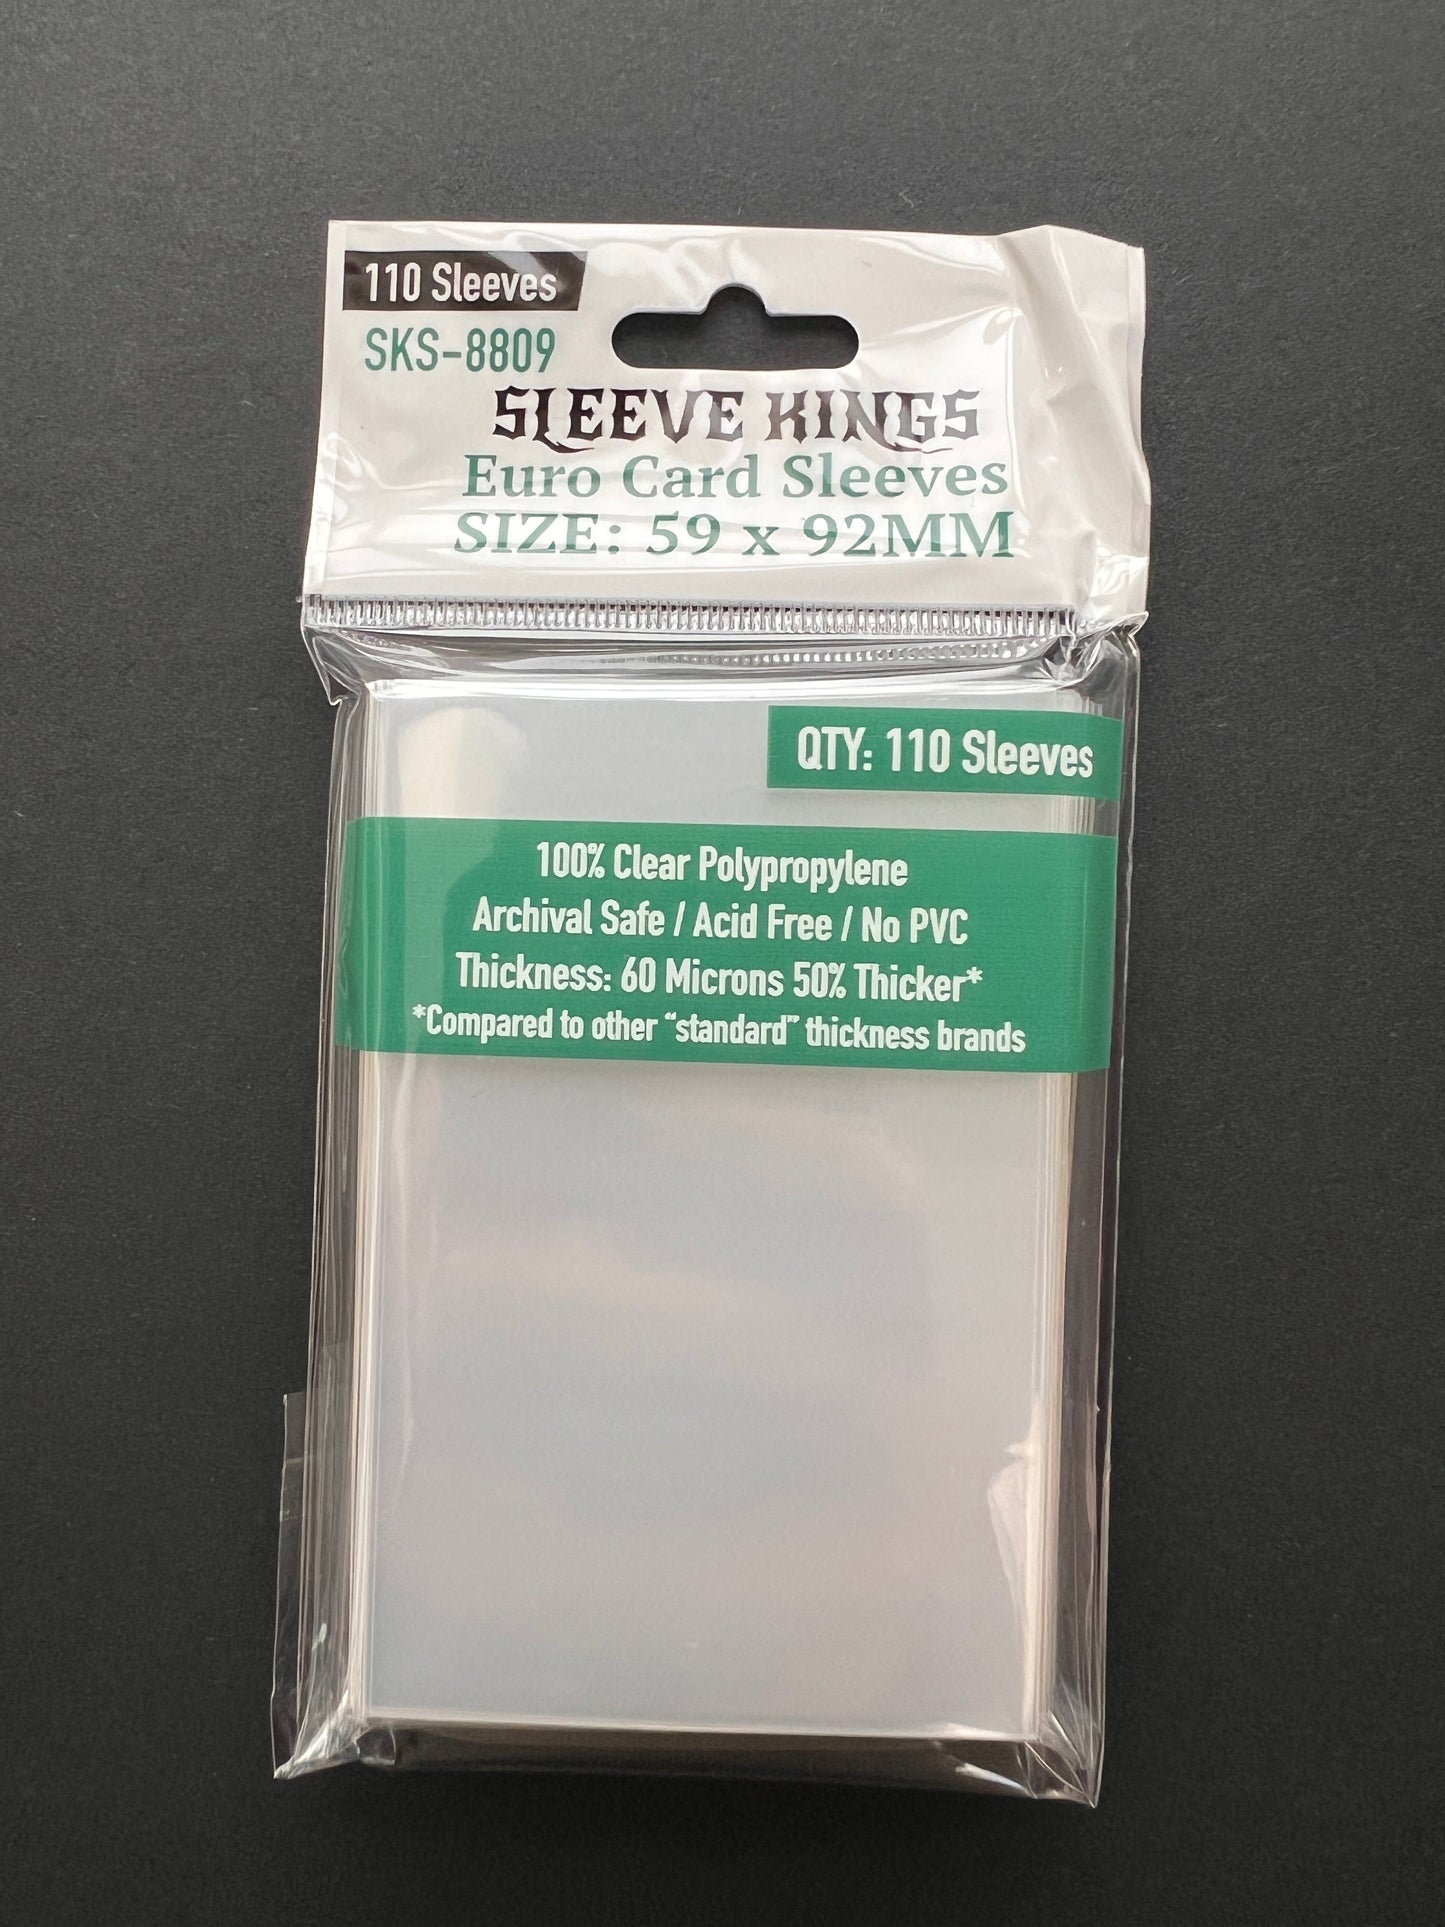 110 Sleeves
SKS-8809
SLEEVE KINGS
Euro Card Sleeves
SIZE: 59 x 92MM
QTY: 110 Sleeves
100% Clear Polypropylene
Archival Safe / Acid Free / No PVC
Thickness: 60 Microns 50% Thicker*
*Compared to other “standard” thickness brands